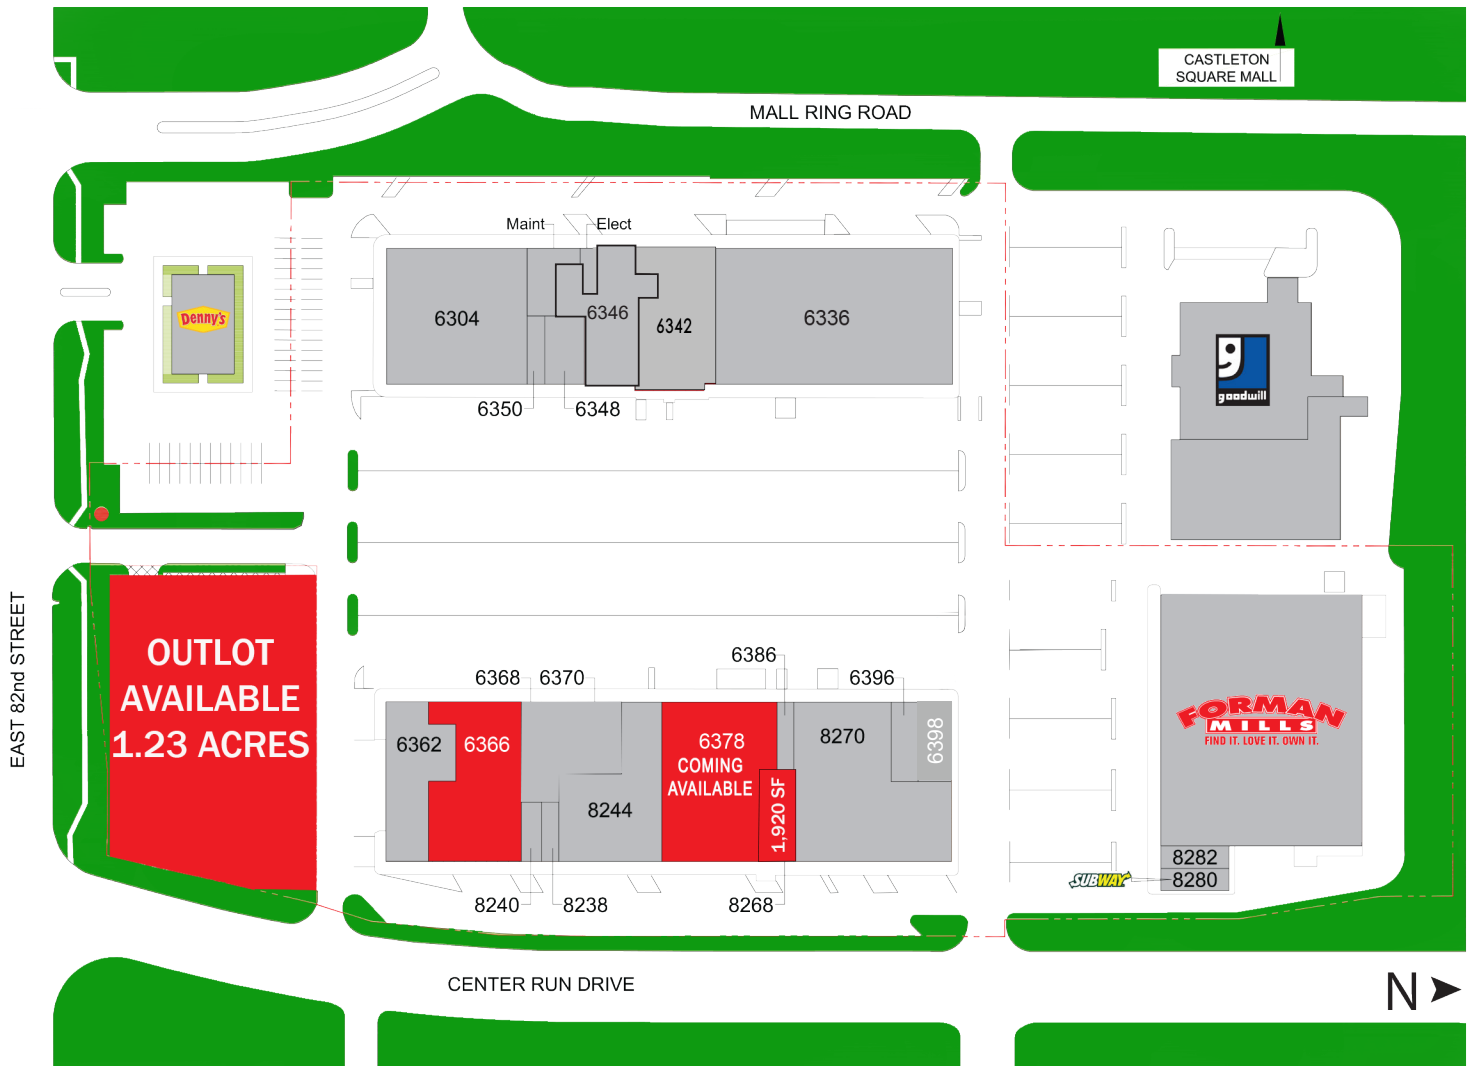 CASTLETON
SQUARE MALL
MALL RING ROAD
Maint
Elect
Denny's
6304
6346
6342
6336
6350
6348
goodwill
EAST 82nd STREET
OUTLOT
AVAILABLE
1.23 ACRES
6386
6368
6370
6396
6362
6366
6378
COMING
AVAILABLE
8270
6398
8244
1,920 SF
FORMAN
MILLS
FIND IT. LOVE IT. OWN IT.
8282
8280
SUBWAY
8240
8238
8268
CENTER RUN DRIVE
N